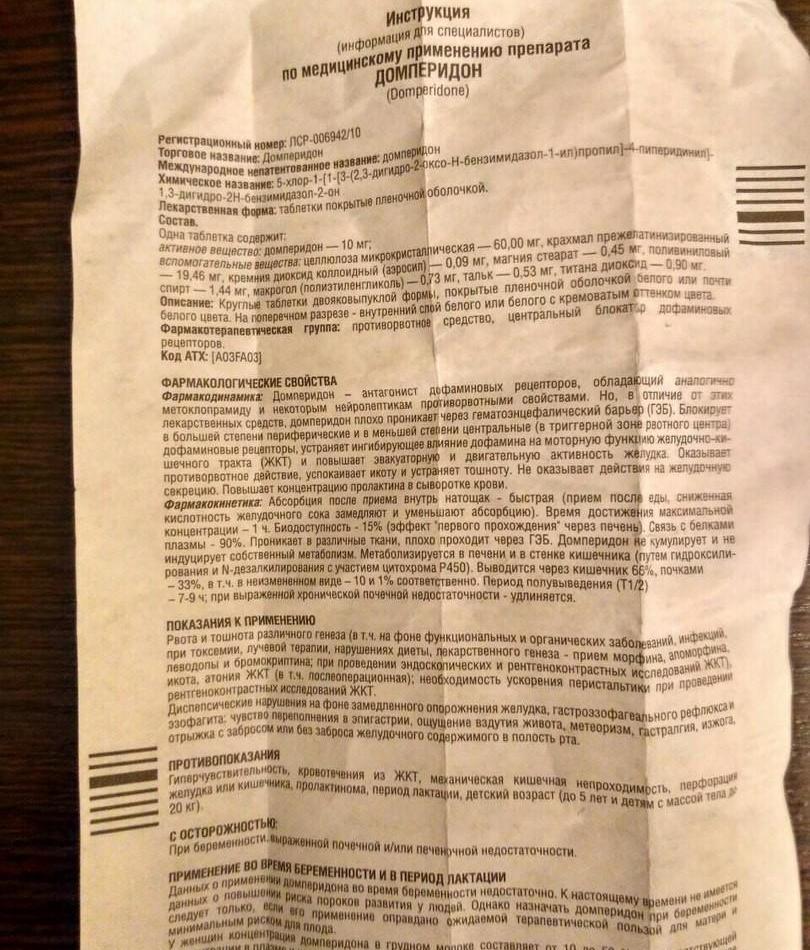 Инструкция
(информация для специалистов)
по медицинскому применению препарата
ДОМПЕРИДОН
(Domperidone)
Регистрационный номер: ЛСР-006942/10
Торговое название: Домперидон
Международное непатентованное название: домперидон
Химическое название: 5-хлор-1-[1-[3-(2,3-дигидро-2-оксо-Н-бензимидазол-1-ил)пропил]-4-пиперидинил]-
1,3-дигидро-2Н-бензимидазол-2-он
Лекарственная форма: таблетки покрытые пленочной оболочкой.
Состав.
Одна таблетка содержит:
активное вещество: домперидон — 10 мг;
вспомогательные вещества: целлюлоза микрокристаллическая — 60,00 мг, крахмал прежелатинизированный
— 19,46 мг, кремния диоксид коллоидный (аэросил) — 0,09 мг, магния стеарат — 0,45 мг, поливиниловый
спирт — 1,44 мг, макрогол (полиэтиленгликоль) — 0,73 мг, тальк — 0,53 мг, титана диоксид — 0,90 мг.
Описание: Круглые таблетки двояковыпуклой формы, покрытые пленочной оболочкой белого или почти
белого цвета. На поперечном разрезе - внутренний слой белого или белого с кремоватым оттенком цвета.
Фармакотерапевтическая группа: противорвотное средство, центральный блокатор дофаминовых
рецепторов.
Код АТХ: [A03FA03]
ФАРМАКОЛОГИЧЕСКИЕ СВОЙСТВА
Фармакодинамика: Домперидон – антагонист дофаминовых рецепторов, обладающий аналогично
метоклопрамиду и некоторым нейролептикам противорвотными свойствами. Но, в отличие от этих
лекарственных средств, домперидон плохо проникает через гематоэнцефалический барьер (ГЭБ). Блокирует
в большей степени периферические и в меньшей степени центральные (в триггерной зоне рвотного центра)
дофаминовые рецепторы, устраняет ингибирующее влияние дофамина на моторную функцию желудочно-ки-
шечного тракта (ЖКТ) и повышает эвакуаторную и двигательную активность желудка. Оказывает
противорвотное действие, успокаивает икоту и устраняет тошноту. Не оказывает действия на желудочную
секрецию. Повышает концентрацию пролактина в сыворотке крови.
Фармакокинетика: Абсорбция после приема внутрь натощак - быстрая (прием после еды, сниженная
кислотность желудочного сока замедляют и уменьшают абсорбцию). Время достижения максимальной
концентрации – 1 ч. Биодоступность - 15% (эффект "первого прохождения" через печень). Связь с белками
плазмы - 90%. Проникает в различные ткани, плохо проходит через ГЭБ. Домперидон не кумулирует и не
индуцирует собственный метаболизм. Метаболизируется в печени и в стенке кишечника (путем гидроксили-
рования и N-дезалкилирования с участием цитохрома Р450). Выводится через кишечник 66%, почками
– 33%, в т.ч. в неизмененном виде – 10 и 1% соответственно. Период полувыведения (Т1/2)
– 7-9 ч; при выраженной хронической почечной недостаточности - удлиняется.
ПОКАЗАНИЯ К ПРИМЕНЕНИЮ
Рвота и тошнота различного генеза (в т.ч. на фоне функциональных и органических заболеваний, инфекций,
при токсемии, лучевой терапии, нарушениях диеты, лекарственного генеза - прием морфина, апоморфина,
леводопы и бромокриптина; при проведении эндоскопических и рентгеноконтрастных исследований ЖКТ),
икота, атония ЖКТ (в т.ч. послеоперационная); необходимость ускорения перистальтики при проведении
рентгеноконтрастных исследований ЖКТ.
Диспепсические нарушения на фоне замедленного опорожнения желудка, гастроэзофагеального рефлюкса и
эзофагита: чувство переполнения в эпигастрии, ощущение вздутия живота, метеоризм, гастралгия, изжога,
отрыжка с забросом или без заброса желудочного содержимого в полость рта.
ПРОТИВОПОКАЗАНИЯ
Гиперчувствительность, кровотечения из ЖКТ, механическая кишечная непроходимость, перфорация
желудка или кишечника, пролактинома, период лактации, детский возраст (до 5 лет и детям с массой тела до
20 кг).
С ОСТОРОЖНОСТЬЮ:
При беременности, выраженной почечной и/или печеночной недостаточности.
ПРИМЕНЕНИЕ ВО ВРЕМЯ БЕРЕМЕННОСТИ И В ПЕРИОД ЛАКТАЦИИ
Данных о применении домперидона во время беременности недостаточно. К настоящему времени не имеется
данных о повышении риска пороков развития у людей. Однако назначать домперидон при беременности
следует только, если его применение оправдано ожидаемой терапевтической пользой для матери и
минимальным риском для плода.
У женщин концентрация домперидона в грудном молоке составляет от 10 до